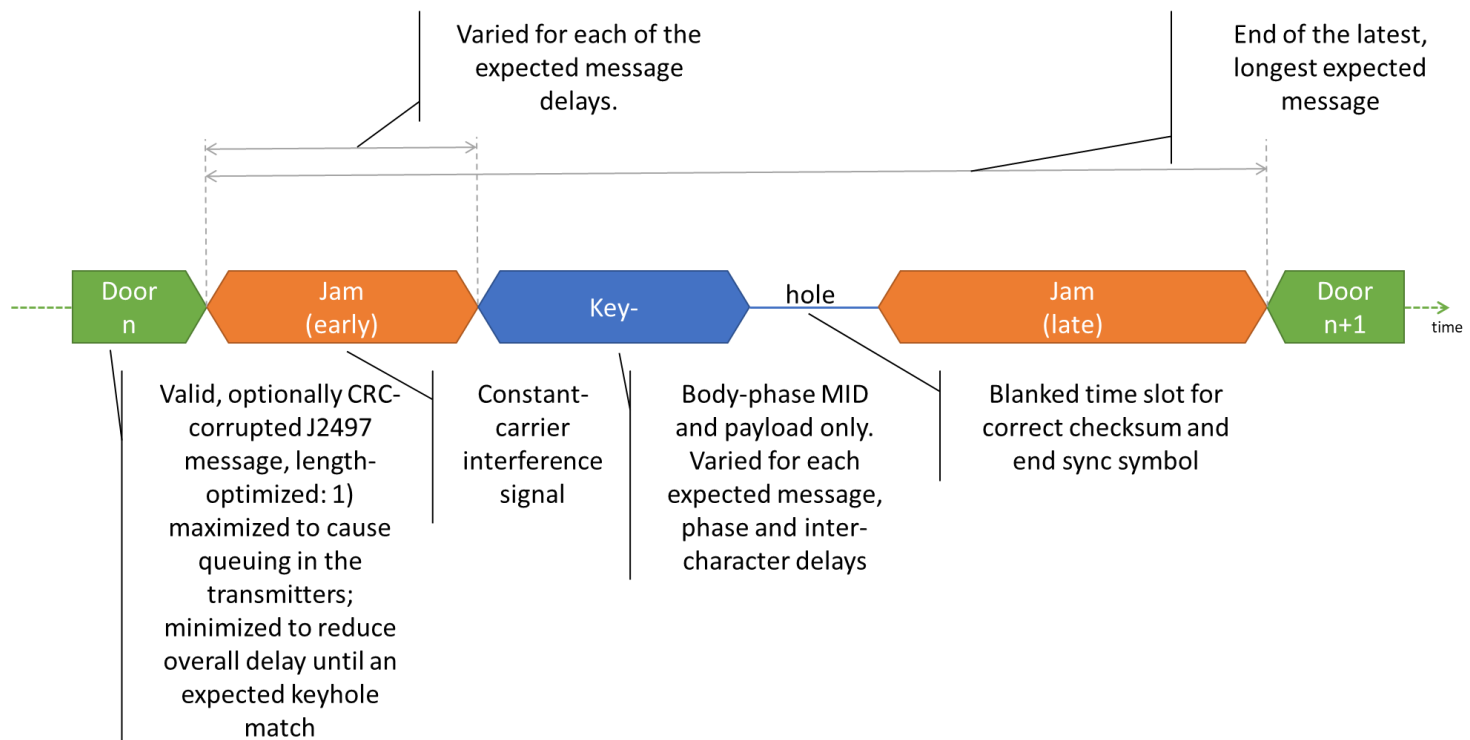 Varied for each of the
expected message
delays.
End of the latest,
longest expected
message
Door
n
Jam
(early)
Key-
hole
Jam
(late)
Door
n+1
time
Valid, optionally CRC-
corrupted J2497
message, length-
optimized: 1)
maximized to cause
queuing in the
transmitters;
minimized to reduce
overall delay until an
expected keyhole
match
Constant-
carrier
interference
signal
Body-phase MID
and payload only.
Varied for each
expected message,
phase and inter-
character delays
Blanked time slot for
correct checksum and
end sync symbol